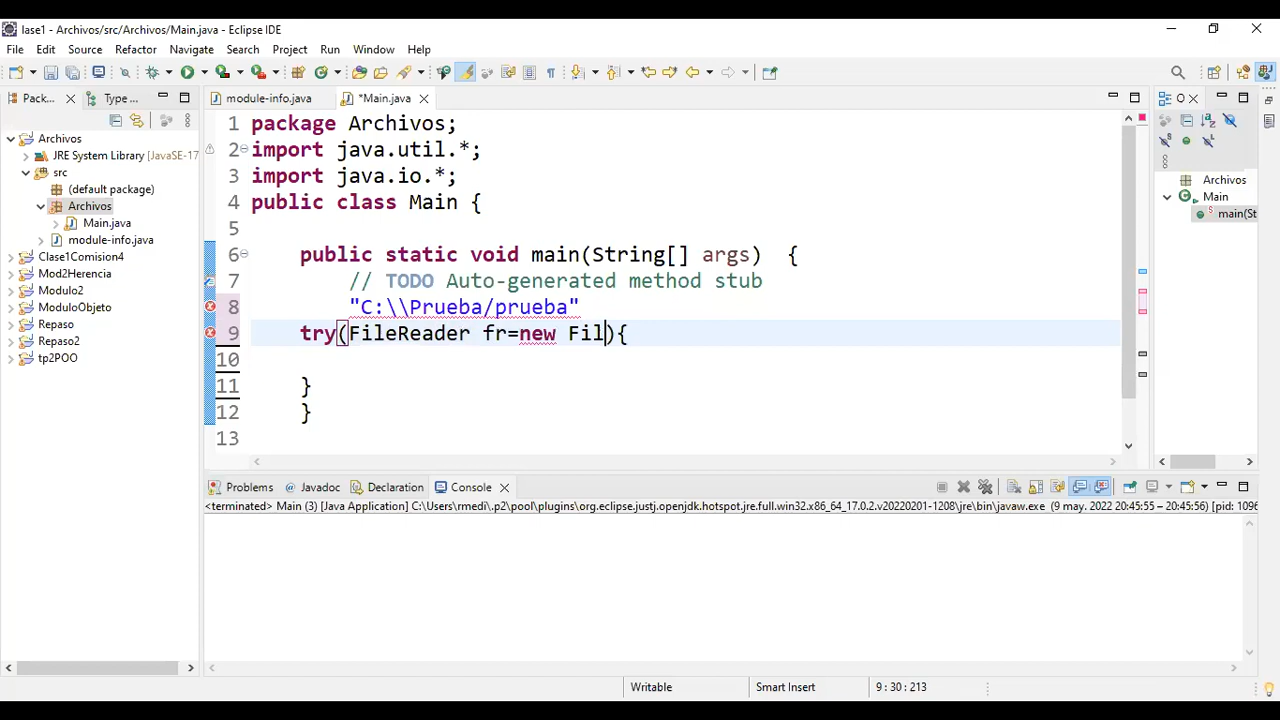 lase1 - Archivos/src/Archivos/Main.java - Eclipse IDE
File Edit Source Refactor Navigate Search Project Run Window Help
Pack... Type... module-info.java *Main.java O
Archivos
JRE System Library [JavaSE-17
src
(default package)
Archivos
Main.java
module-info.java
Clase1Comision4
Mod2Herencia
Modulo2
ModuloObjeto
Repaso
Repaso2
tp2POO
1 package Archivos;
2 import java.util.*;
3 import java.io.*;
4 public class Main {
5
6 public static void main(String[] args) {
7 // TODO Auto-generated method stub
8 "C:\\Prueba/prueba"
9 try(FileReader fr=new Fil){
10
11 }
12 }
13
Archivos
Main
main(St
Problems Javadoc Declaration Console
<terminated> Main (3) [Java Application] C:\Users\rmedi\.p2\pool\plugins\org.eclipse.justj.openjdk.hotspot.jre.full.win32.x86_64_17.0.2.v20220201-1208\jre\bin\javaw.exe (9 may. 2022 20:45:55 – 20:45:56) [pid: 1096
Writable Smart Insert 9 : 30 : 213